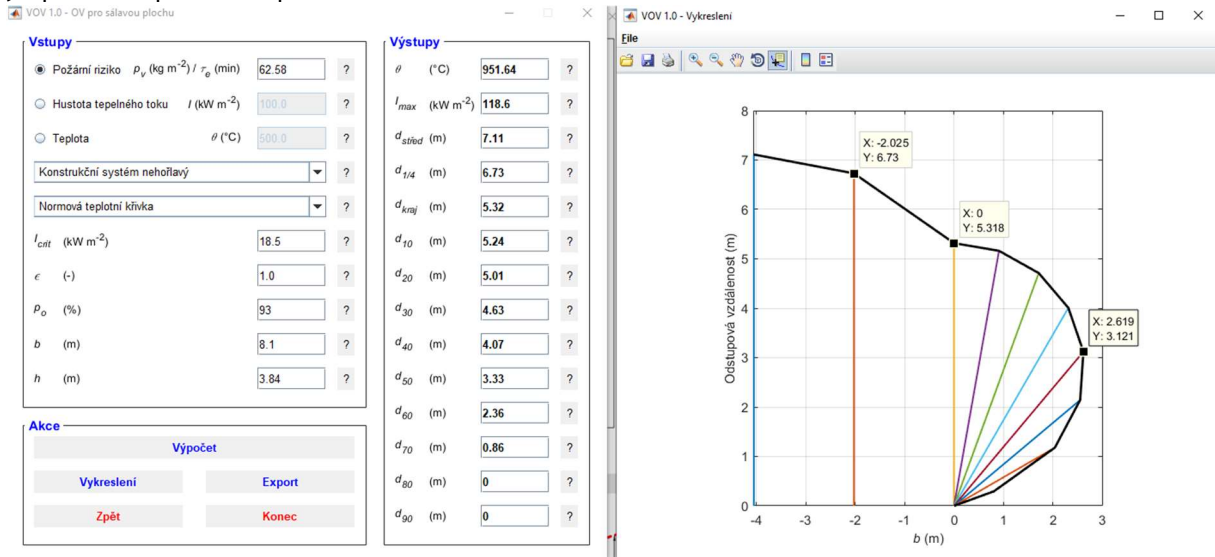 VOV 1.0 - OV pro sálavou plochu
Vstupy
Požární riziko p_v (kg m^-2) / τ_e (min) 62.58 ?
Hustota tepelného toku I (kW m^-2) 100.0 ?
Teplota θ (°C) 500.0 ?
Konstrukční systém nehořlavý ?
Normová teplotní křivka ?
I_crit (kW m^-2) 18.5 ?
ϵ (-) 1.0 ?
p_o (%) 93 ?
b (m) 8.1 ?
h (m) 3.84 ?
Akce
Výpočet
Vykreslení Export
Zpět Konec
Výstupy
θ (°C) 951.64 ?
I_max (kW m^-2) 118.6 ?
d_střed (m) 7.11 ?
d_1/4 (m) 6.73 ?
d_kraj (m) 5.32 ?
d_10 (m) 5.24 ?
d_20 (m) 5.01 ?
d_30 (m) 4.63 ?
d_40 (m) 4.07 ?
d_50 (m) 3.33 ?
d_60 (m) 2.36 ?
d_70 (m) 0.86 ?
d_80 (m) 0 ?
d_90 (m) 0 ?
VOV 1.0 - Vykreslení
File
8
7
6
5
4
3
2
1
0
Odstupová vzdálenost (m)
X: -2.025
Y: 6.73
X: 0
Y: 5.318
X: 2.619
Y: 3.121
-4 -3 -2 -1 0 1 2 3
b (m)